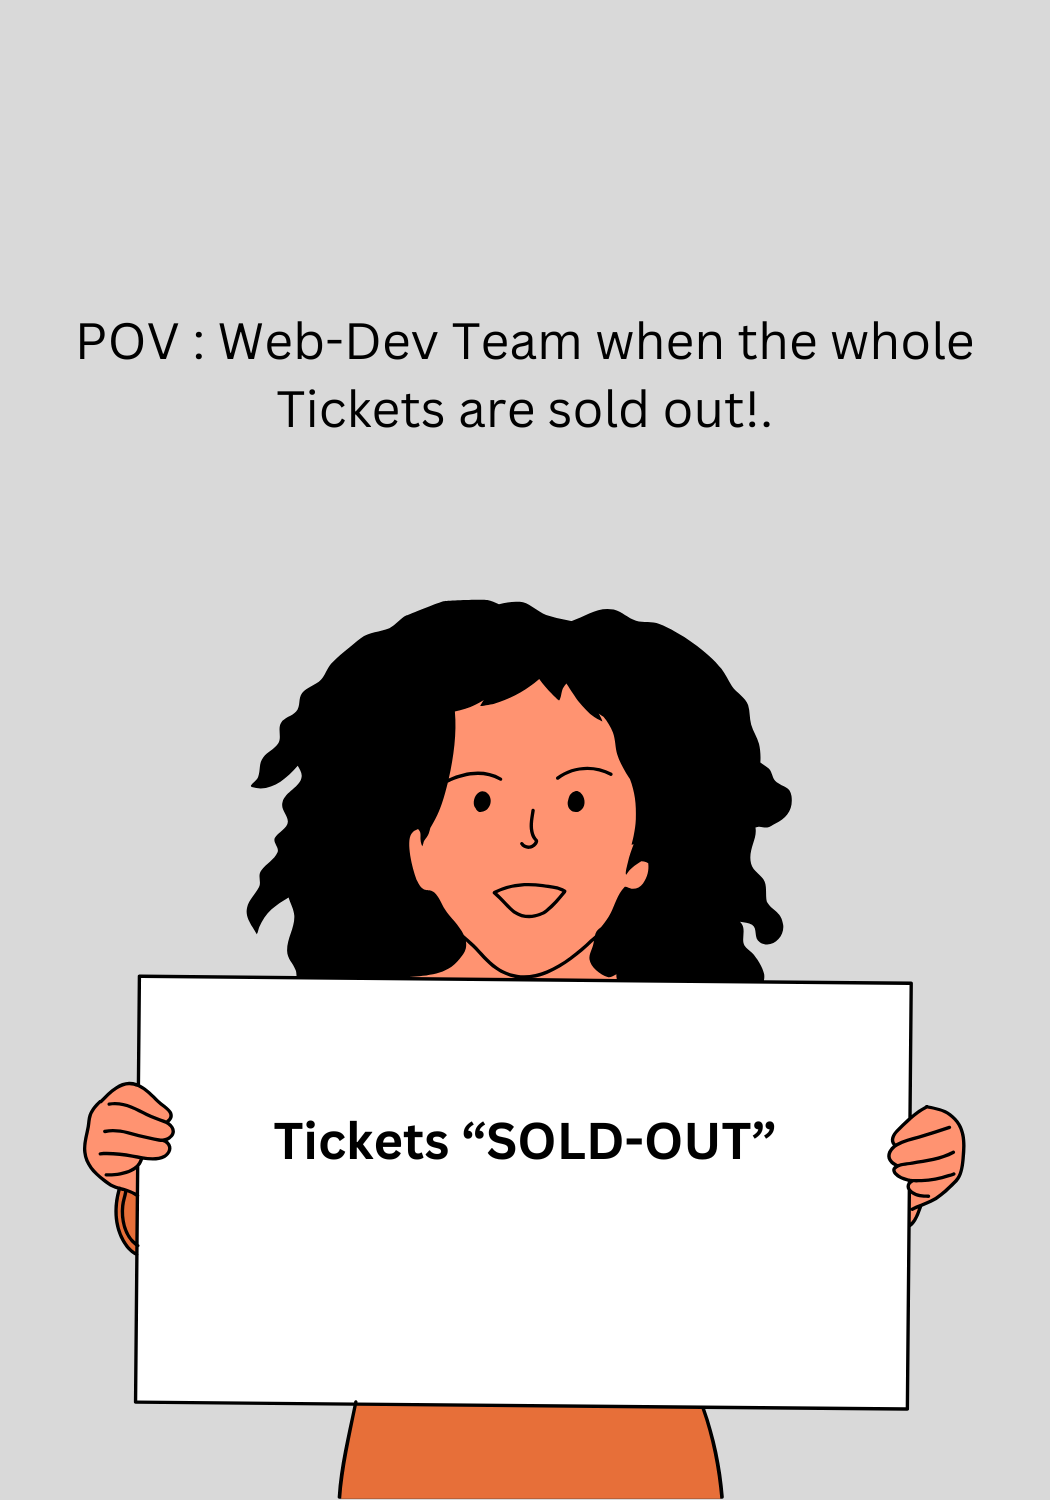 POV : Web-Dev Team when the whole
Tickets are sold out!.
Tickets “SOLD-OUT”